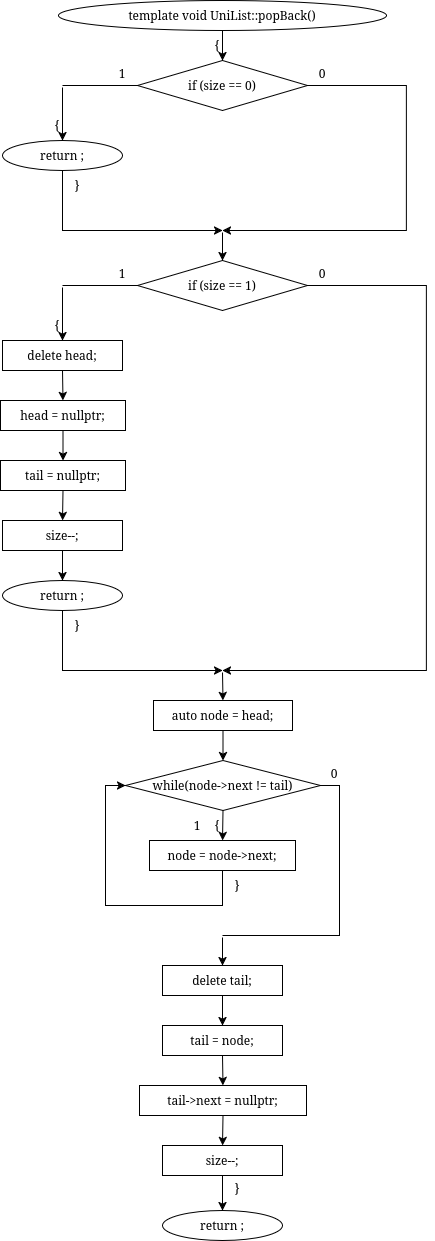 template void UniList::popBack()
{
1
0
if (size == 0)
{
return ;
}
1
0
if (size == 1)
{
delete head;
head = nullptr;
tail = nullptr;
size--;
return ;
}
auto node = head;
0
while(node->next != tail)
1
{
node = node->next;
}
delete tail;
tail = node;
tail->next = nullptr;
size--;
}
return ;